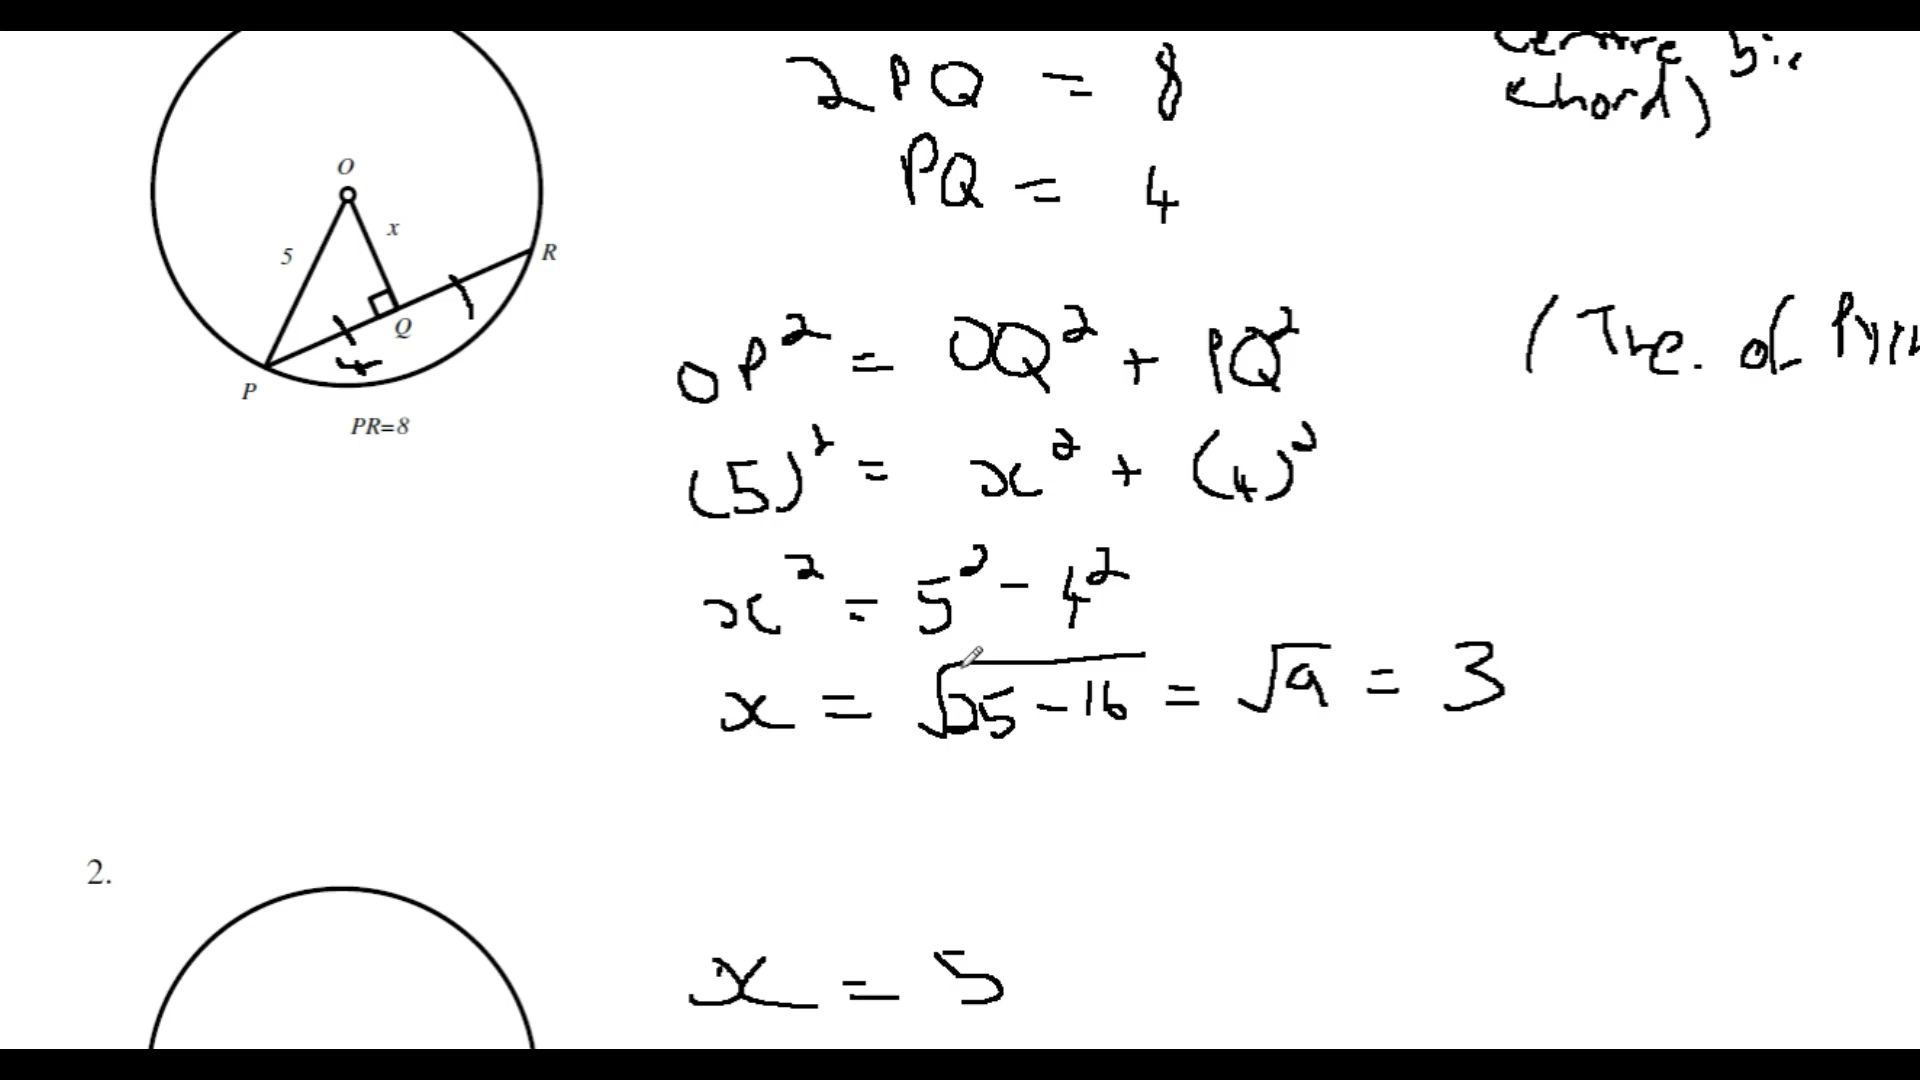 2PQ = 8
PQ = 4
chord)
O
x
5
R
Q
4
P
PR=8
OP² = OQ² + PQ²
(The. of
(5)² = x² + (4)²
x² = 5² - 4²
x = √25-16 = √9 = 3
2.
x = 5